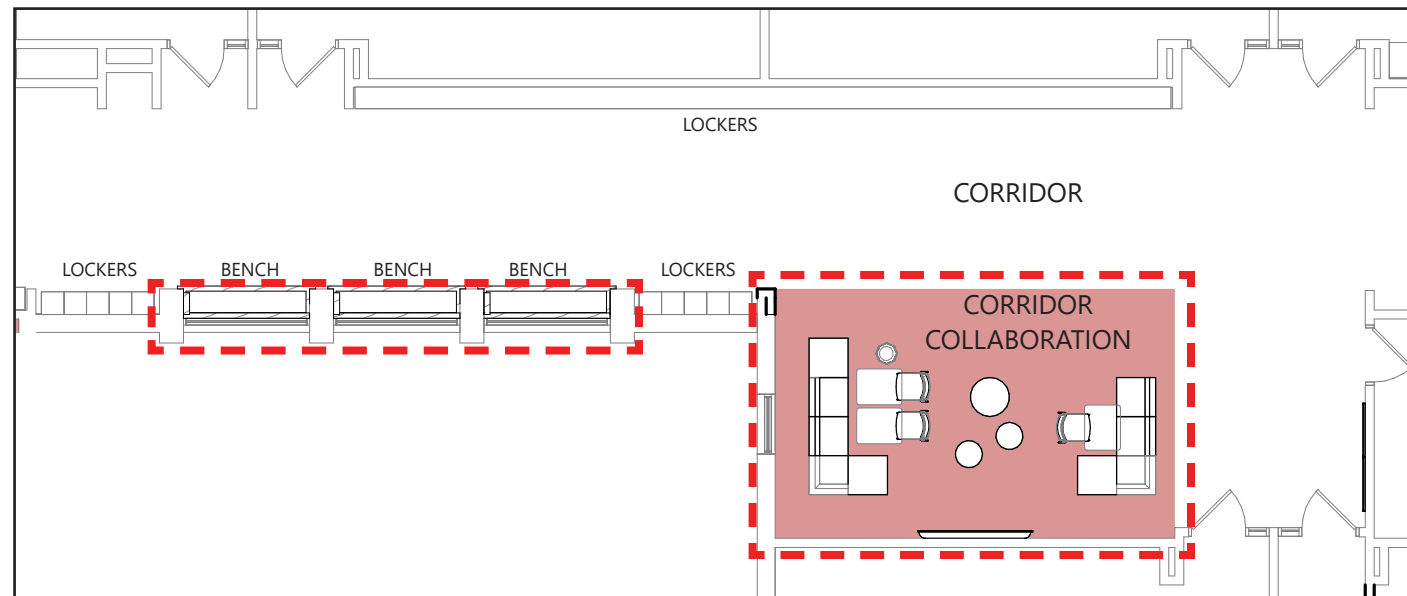 LOCKERS
CORRIDOR
LOCKERS
BENCH
BENCH
BENCH
LOCKERS
CORRIDOR
COLLABORATION